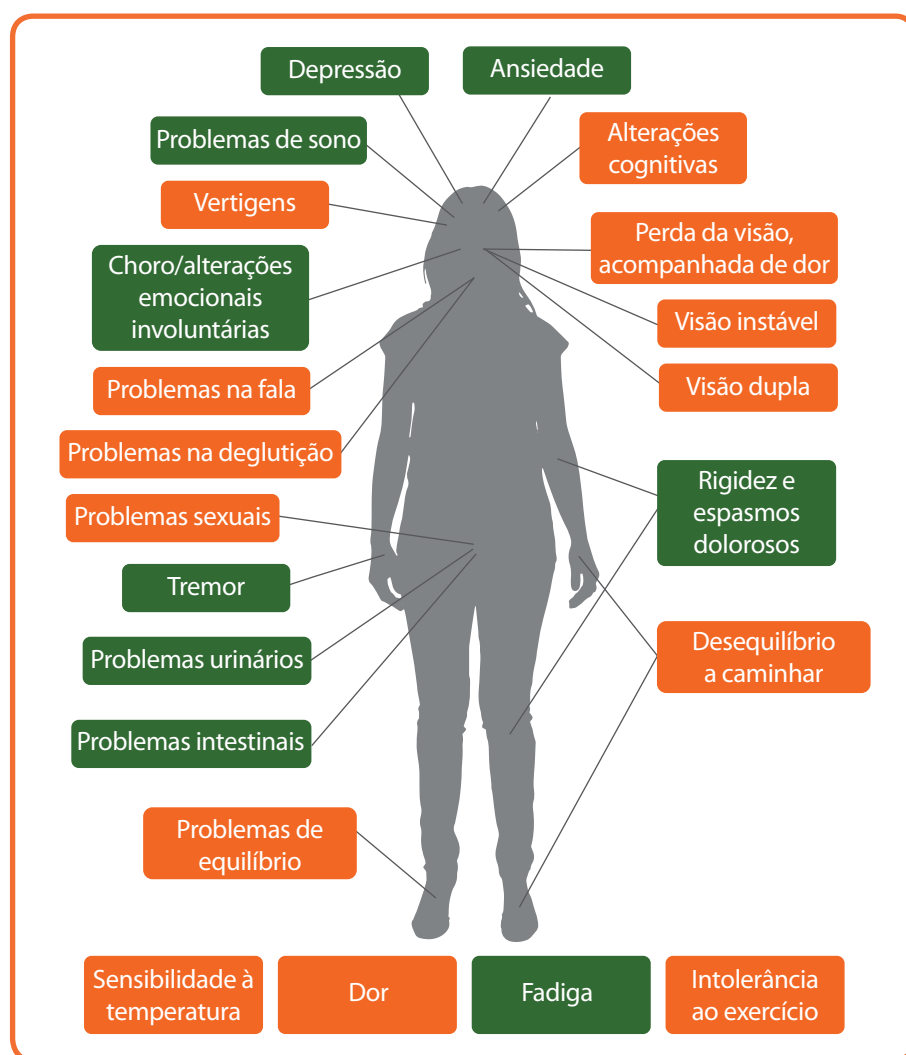 Depressão
Ansiedade
Problemas de sono
Alterações
cognitivas
Vertigens
Perda da visão,
acompanhada de dor
Choro/alterações
emocionais
involuntárias
Visão instável
Problemas na fala
Visão dupla
Problemas na deglutição
Rigidez e
espasmos
dolorosos
Problemas sexuais
Tremor
Problemas urinários
Desequilíbrio
a caminhar
Problemas intestinais
Problemas de
equilíbrio
Sensibilidade à
temperatura
Dor
Fadiga
Intolerância
ao exercício